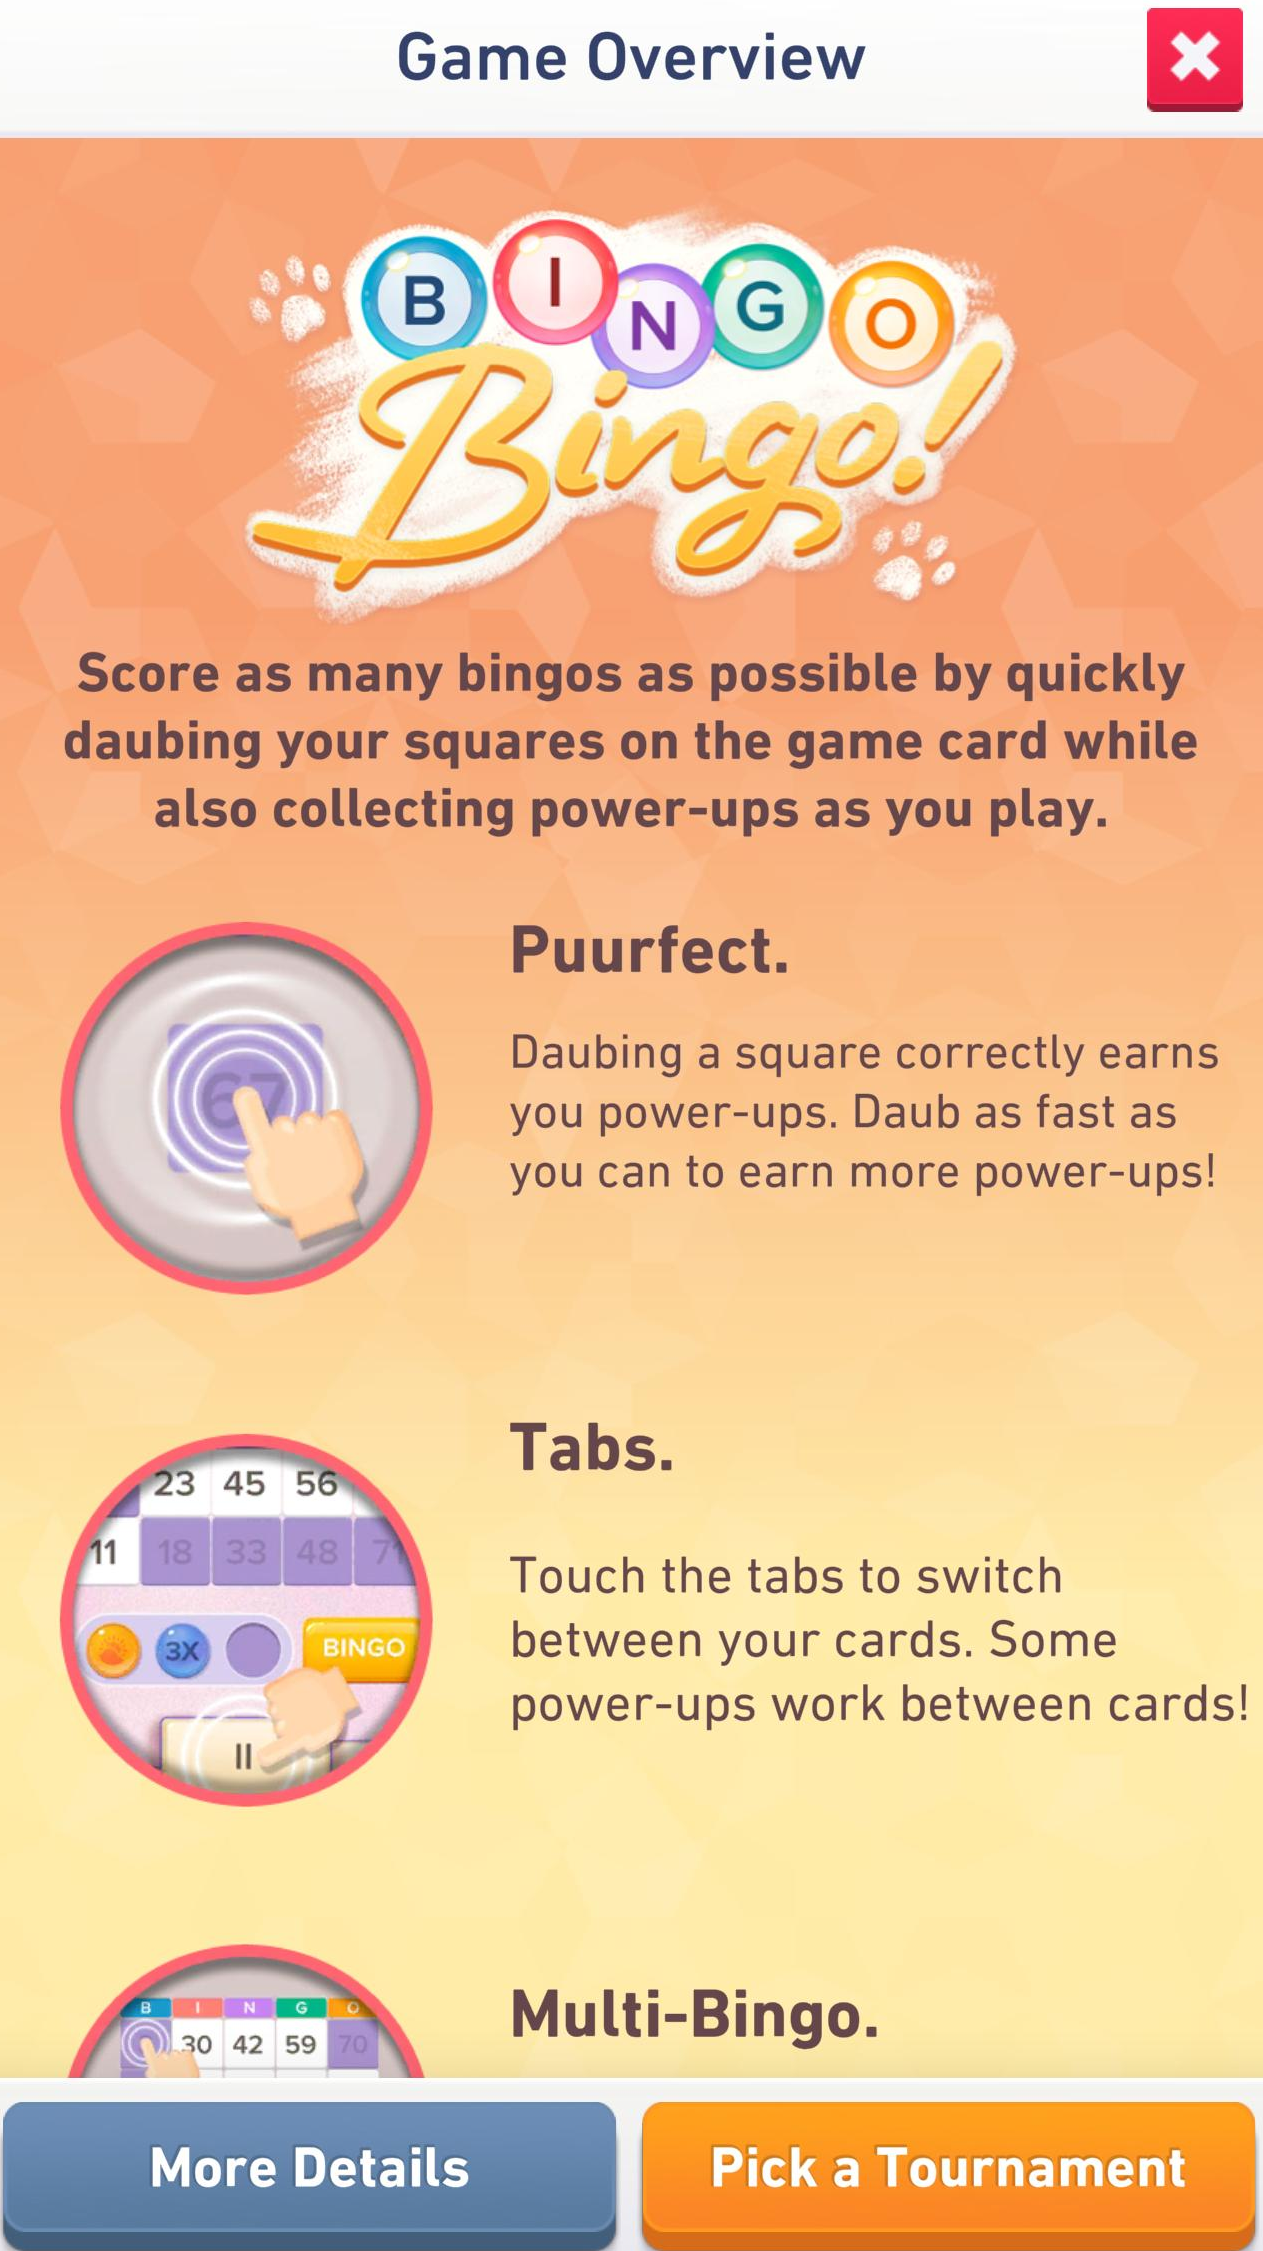 Game Overview
B I N G O
Bingo!
Score as many bingos as possible by quickly
daubing your squares on the game card while
also collecting power-ups as you play.
67
Puurfect.
Daubing a square correctly earns
you power-ups. Daub as fast as
you can to earn more power-ups!
23 45 56
11 18 33 48 71
3X BINGO
II
Tabs.
Touch the tabs to switch
between your cards. Some
power-ups work between cards!
B I N G O
30 42 59 70
Multi-Bingo.
More Details
Pick a Tournament